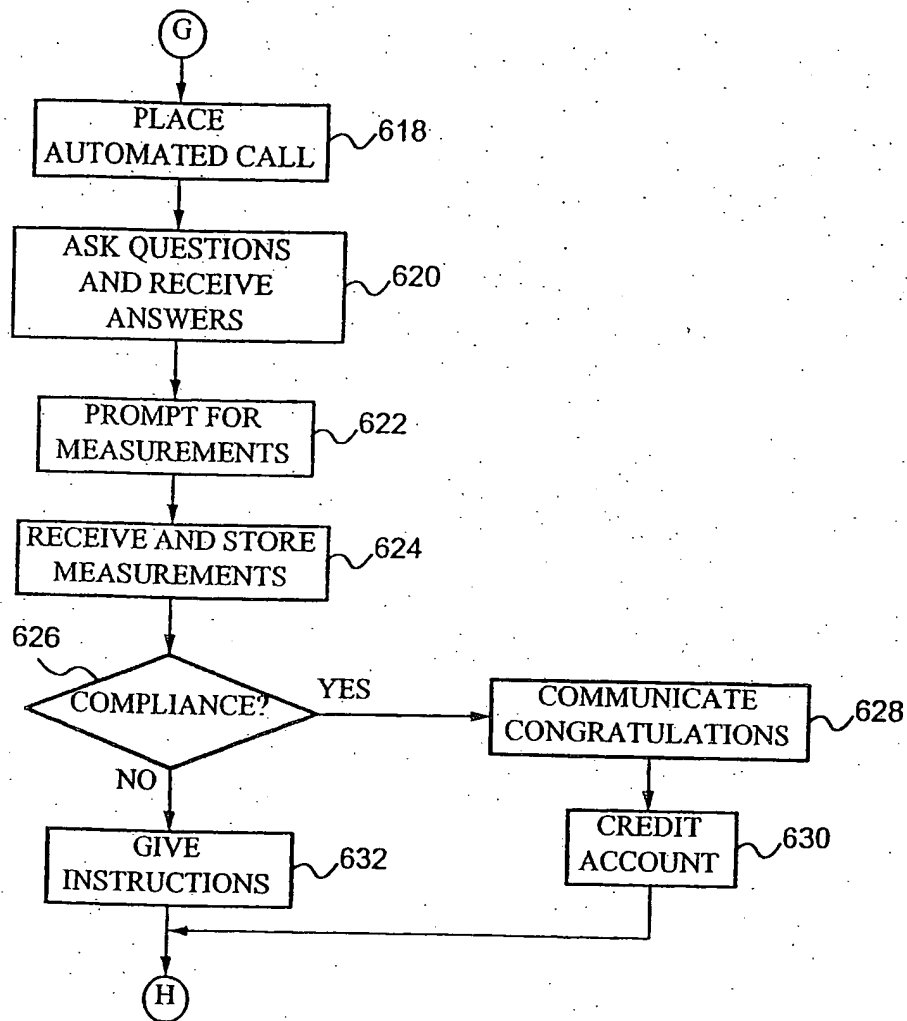 G
PLACE
AUTOMATED CALL
618
ASK QUESTIONS
AND RECEIVE
ANSWERS
620
PROMPT FOR
MEASUREMENTS
622
RECEIVE AND STORE
MEASUREMENTS
624
626
COMPLIANCE?
YES
NO
COMMUNICATE
CONGRATULATIONS
628
CREDIT
ACCOUNT
630
GIVE
INSTRUCTIONS
632
H